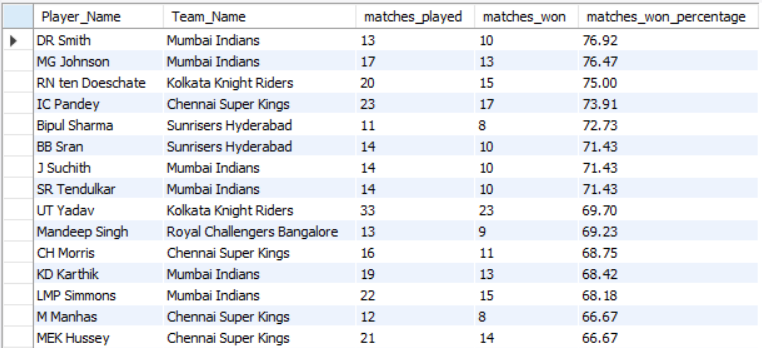 Player_Name Team_Name matches_played matches_won matches_won_percentage
DR Smith Mumbai Indians 13 10 76.92
MG Johnson Mumbai Indians 17 13 76.47
RN ten Doeschate Kolkata Knight Riders 20 15 75.00
IC Pandey Chennai Super Kings 23 17 73.91
Bipul Sharma Sunrisers Hyderabad 11 8 72.73
BB Sran Sunrisers Hyderabad 14 10 71.43
J Suchith Mumbai Indians 14 10 71.43
SR Tendulkar Mumbai Indians 14 10 71.43
UT Yadav Kolkata Knight Riders 33 23 69.70
Mandeep Singh Royal Challengers Bangalore 13 9 69.23
CH Morris Chennai Super Kings 16 11 68.75
KD Karthik Mumbai Indians 19 13 68.42
LMP Simmons Mumbai Indians 22 15 68.18
M Manhas Chennai Super Kings 12 8 66.67
MEK Hussey Chennai Super Kings 21 14 66.67